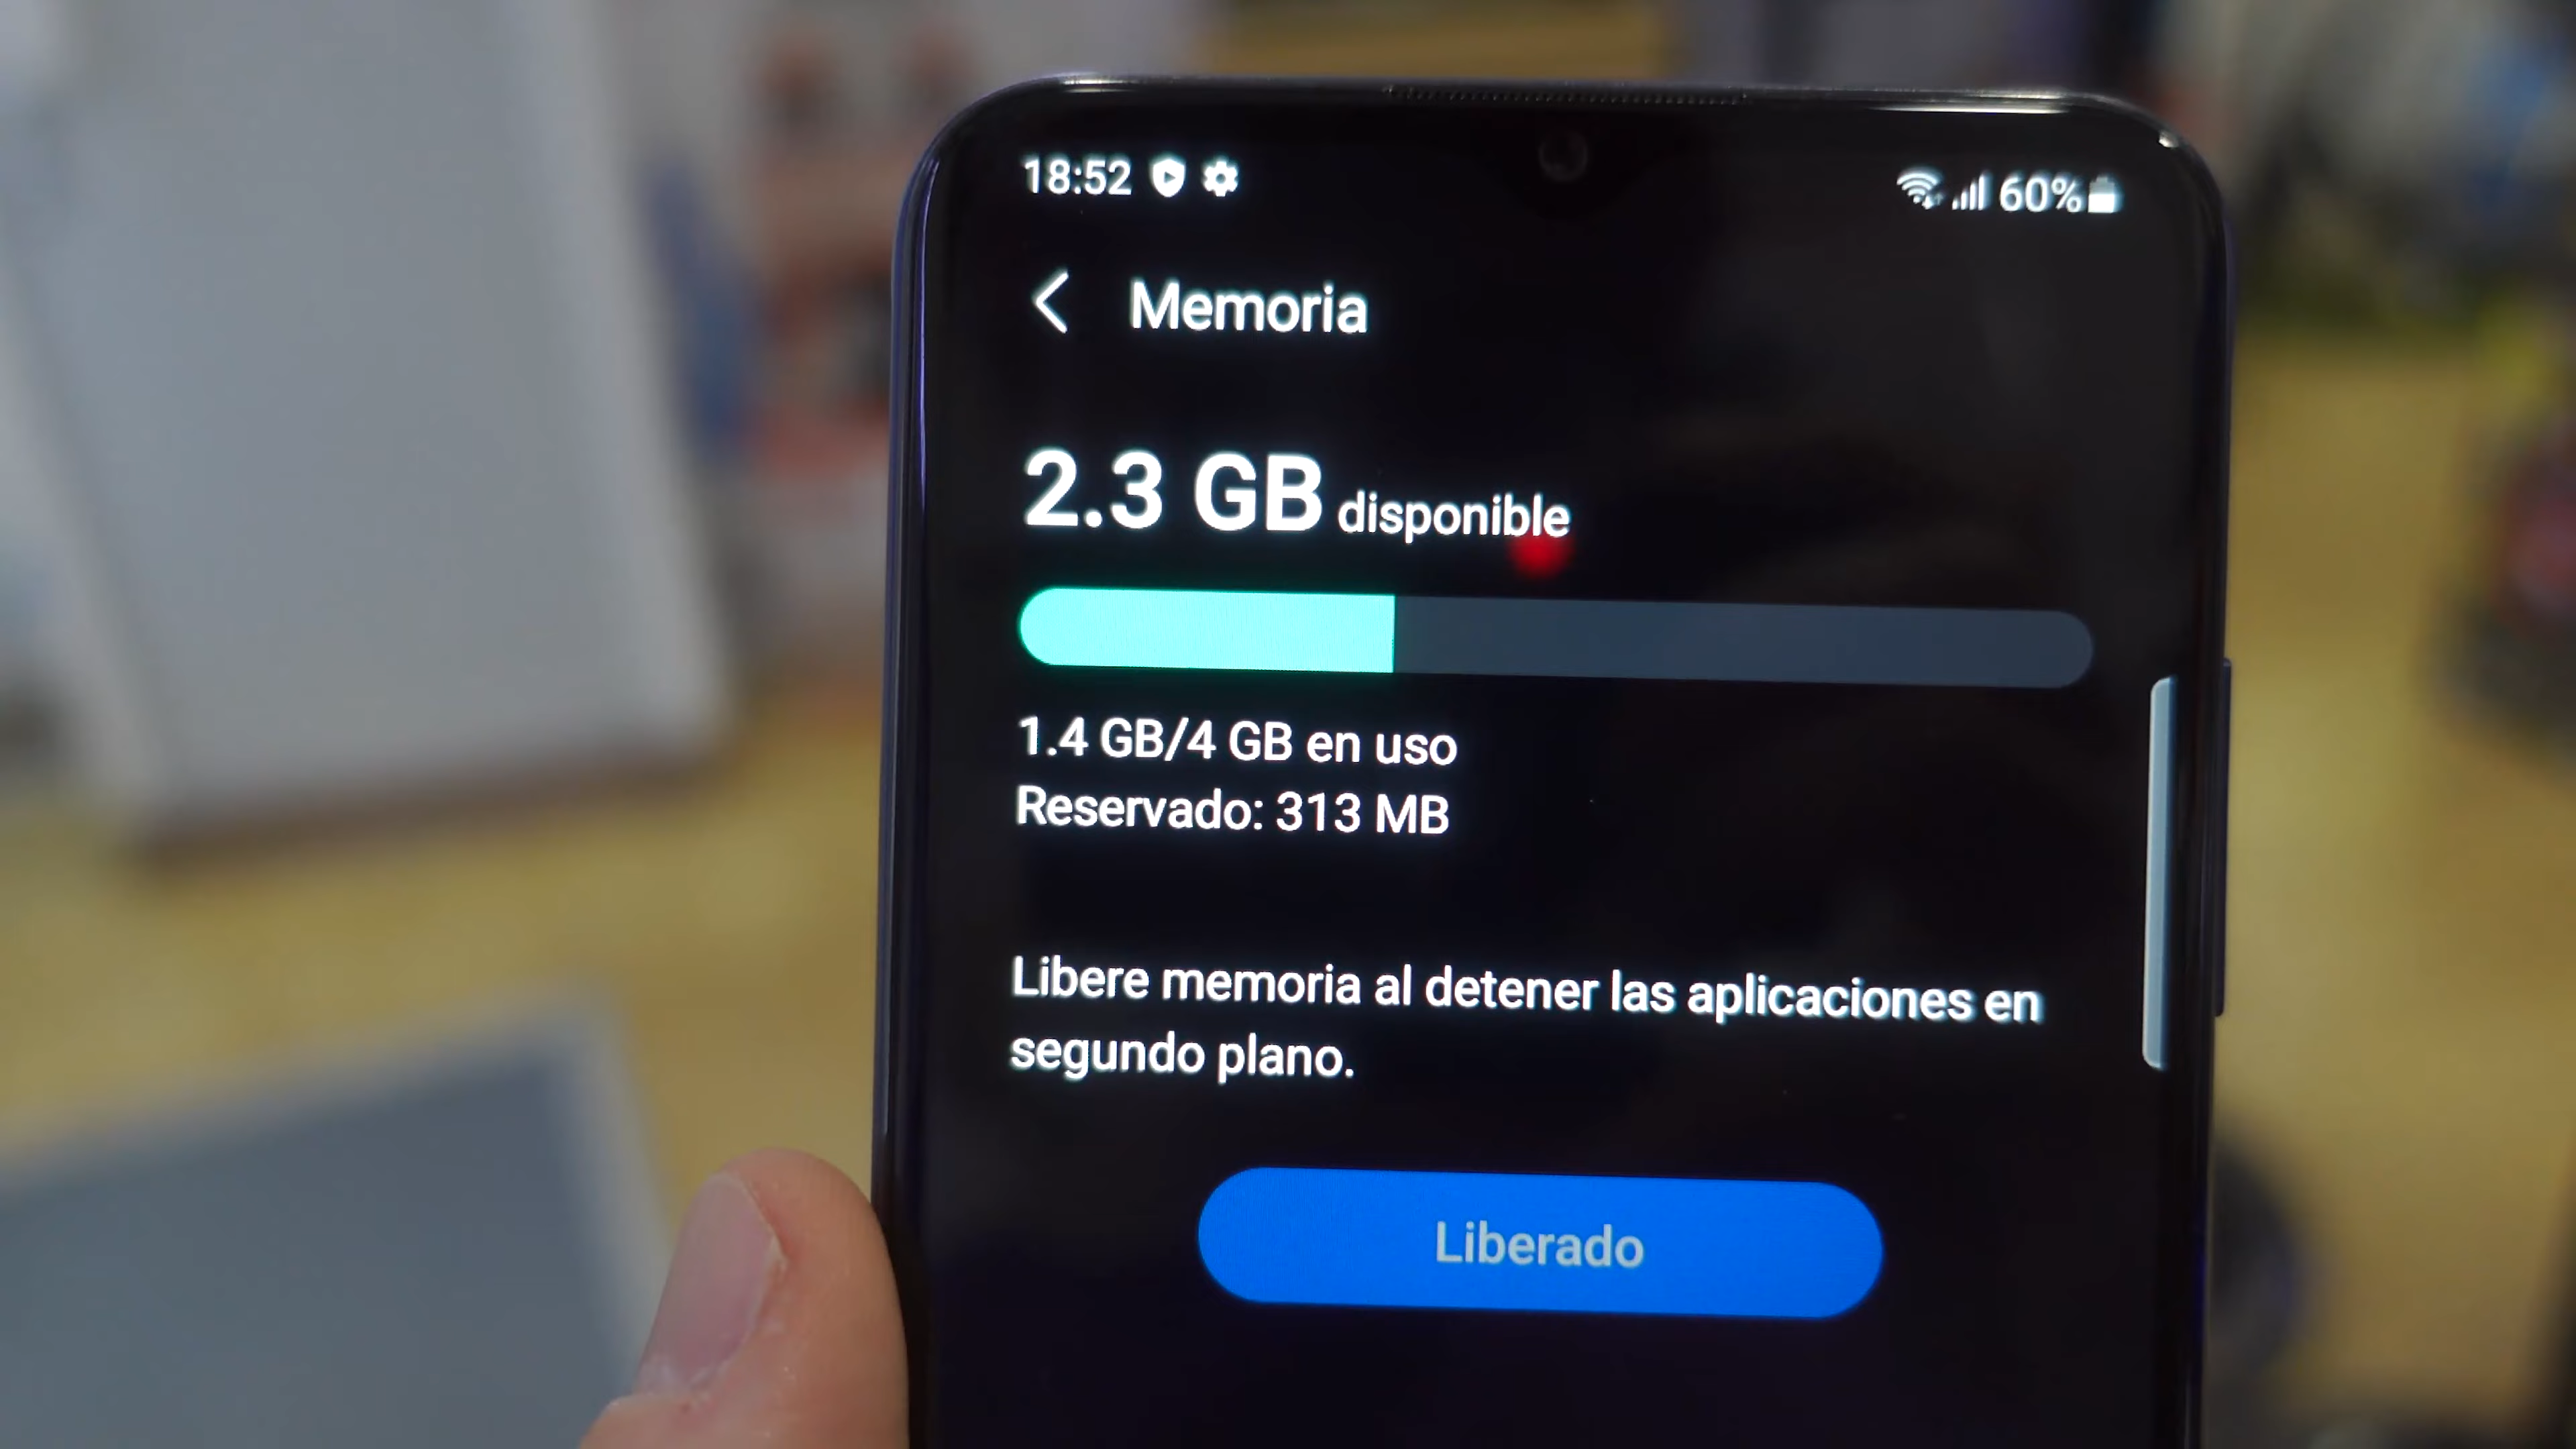 18:52 60%
Memoria
2.3 GB disponible
1.4 GB/4 GB en uso
Reservado: 313 MB
Libere memoria al detener las aplicaciones en
segundo plano.
Liberado